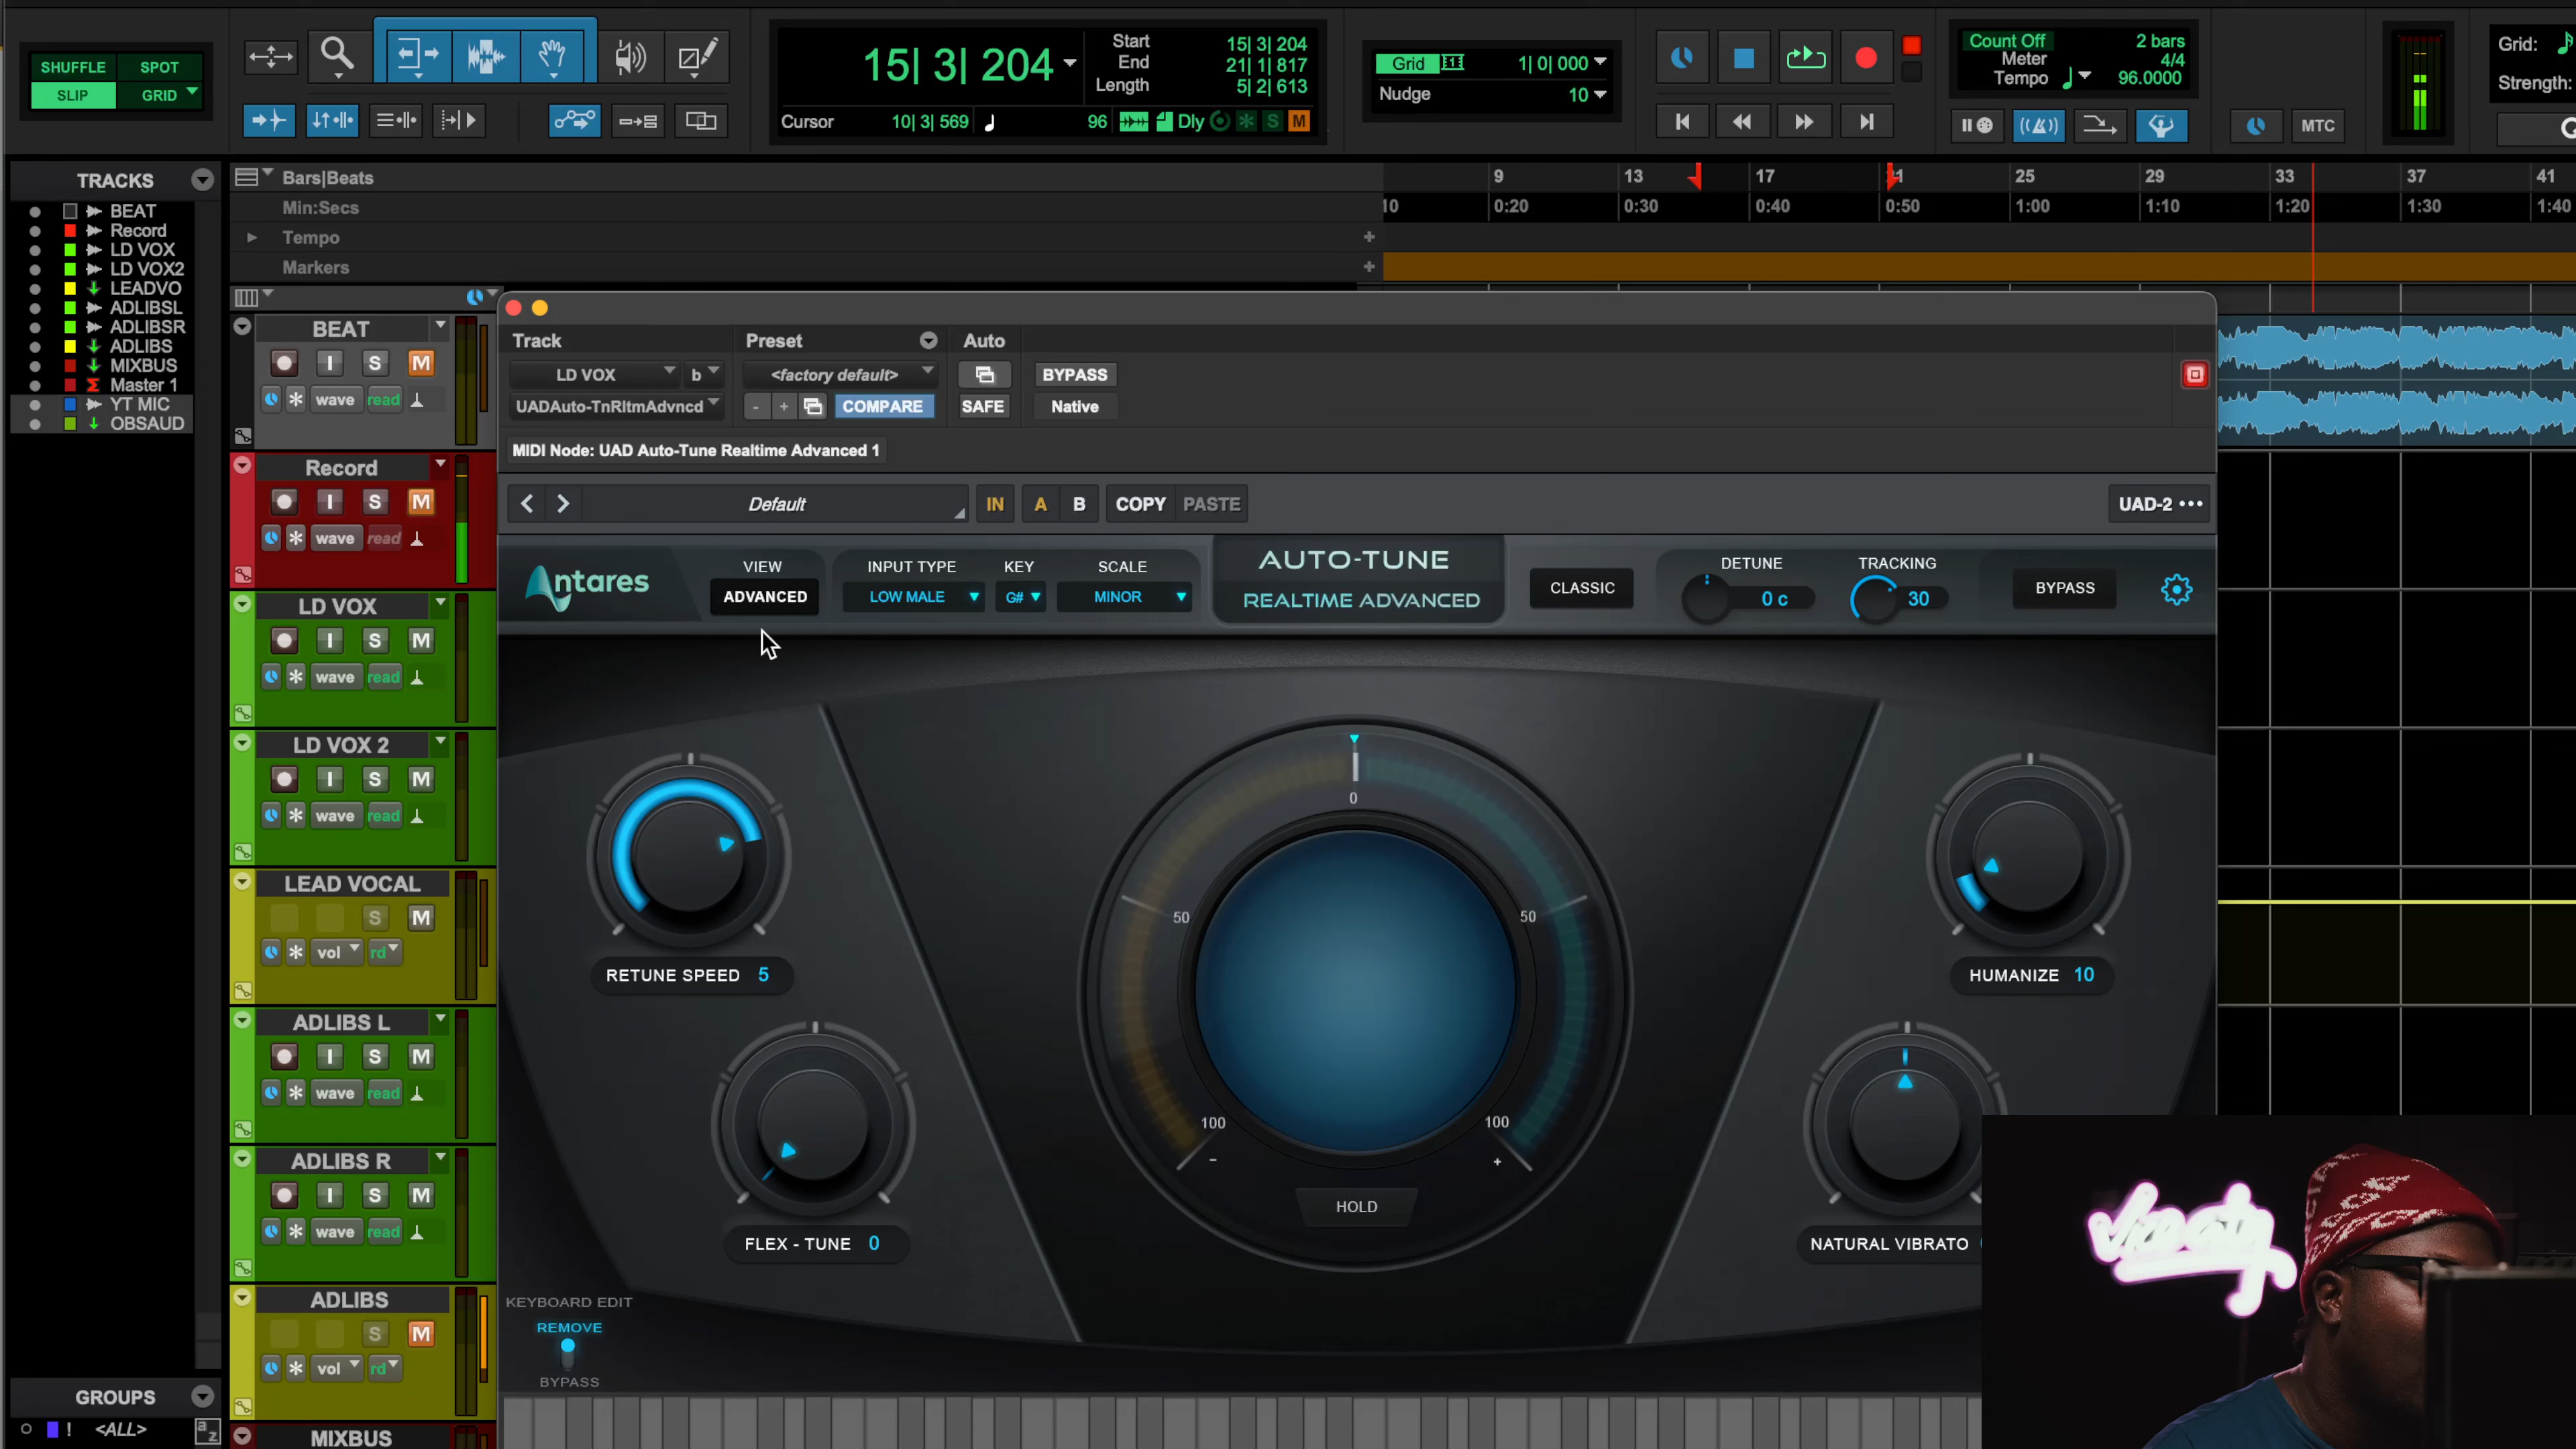 SHUFFLE SPOT
SLIP GRID
15| 3| 204
Start 15| 3| 204
End 21| 1| 817
Length 5| 2| 613
Cursor 10| 3| 569 96 Dly S M
Grid 1| 0| 000
Nudge 10
Count Off 2 bars
Meter 4/4
Tempo 96.0000
MTC
Grid:
Strength:
TRACKS
BEAT
Record
LD VOX
LD VOX2
LEADVO
ADLIBSL
ADLIBSR
ADLIBS
MIXBUS
Master 1
YT MIC
OBSAUD
GROUPS
! <ALL>
a z
Bars|Beats 9 13 17 21 25 29 33 37 41
Min:Secs 10 0:20 0:30 0:40 0:50 1:00 1:10 1:20 1:30 1:40
Tempo
Markers
BEAT
I S M
wave read
Record
I S M
wave read
LD VOX
I S M
wave read
LD VOX 2
I S M
wave read
LEAD VOCAL
S M
vol rd
ADLIBS L
I S M
wave read
ADLIBS R
I S M
wave read
ADLIBS
S M
vol rd
MIXBUS
Track Preset Auto
LD VOX b <factory default> BYPASS
UADAuto-TnRltmAdvncd - + COMPARE SAFE Native
MIDI Node: UAD Auto-Tune Realtime Advanced 1
Default IN A B COPY PASTE UAD-2
Antares
VIEW
ADVANCED
INPUT TYPE KEY SCALE
LOW MALE G# MINOR
AUTO-TUNE
REALTIME ADVANCED
CLASSIC
DETUNE TRACKING
0 c 30
BYPASS
0
50 50
100 100
- +
HOLD
RETUNE SPEED 5
HUMANIZE 10
FLEX - TUNE 0
NATURAL VIBRATO
KEYBOARD EDIT
REMOVE
BYPASS